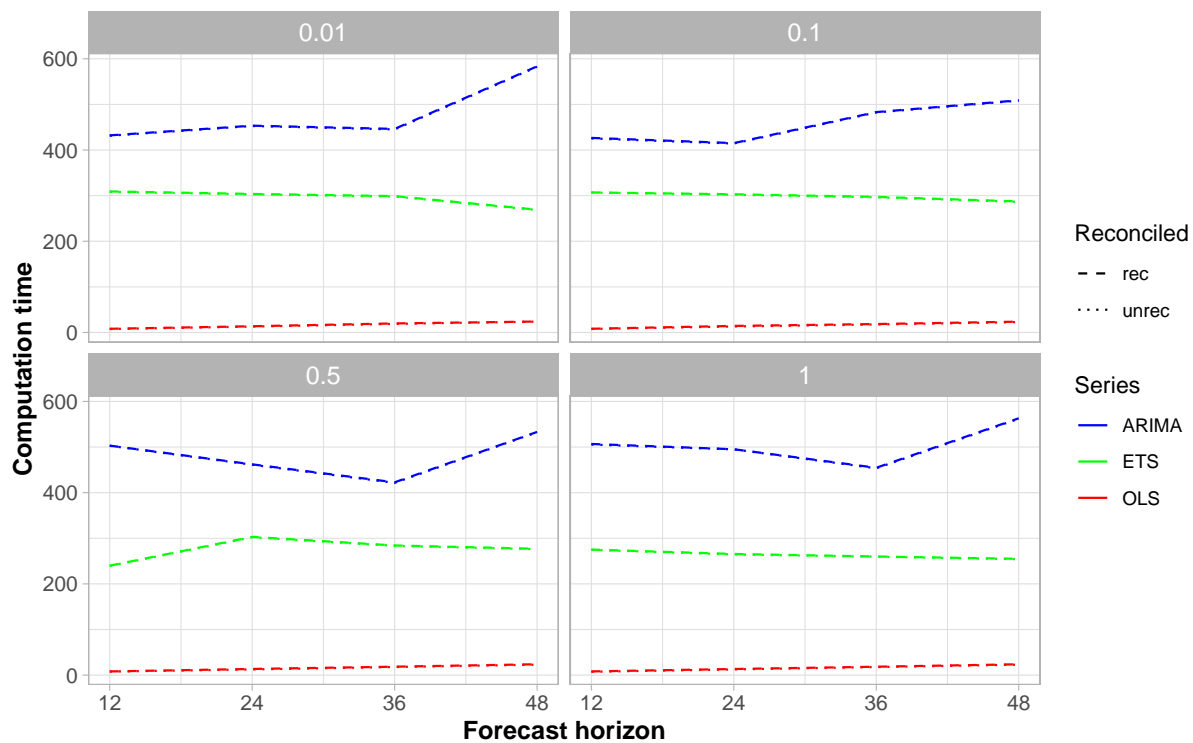 0.01
0.1
600
400
200
0
0.5
1
600
400
200
0
12
24
36
48
12
24
36
48
Forecast horizon
Computation time
Reconciled
rec
unrec
Series
ARIMA
ETS
OLS